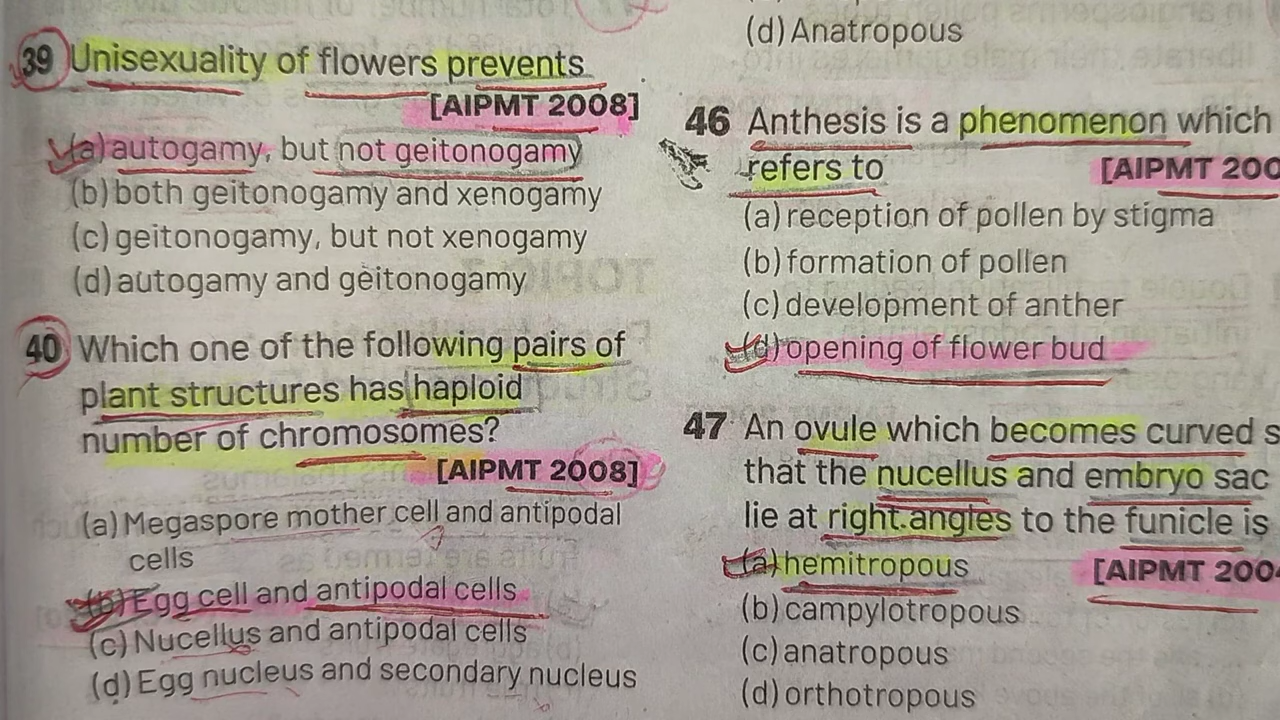 39 Unisexuality of flowers prevents
[AIPMT 2008]
(a) autogamy, but not geitonogamy
(b) both geitonogamy and xenogamy
(c) geitonogamy, but not xenogamy
(d) autogamy and geitonogamy
40 Which one of the following pairs of
plant structures has haploid
number of chromosomes?
[AIPMT 2008]
(a) Megaspore mother cell and antipodal
cells
(b) Egg cell and antipodal cells
(c) Nucellus and antipodal cells
(d) Egg nucleus and secondary nucleus
(d) Anatropous
46 Anthesis is a phenomenon which
refers to [AIPMT 200
(a) reception of pollen by stigma
(b) formation of pollen
(c) development of anther
(d) opening of flower bud
47 An ovule which becomes curved s
that the nucellus and embryo sac
lie at right angles to the funicle is
(a) hemitropous [AIPMT 200
(b) campylotropous
(c) anatropous
(d) orthotropous